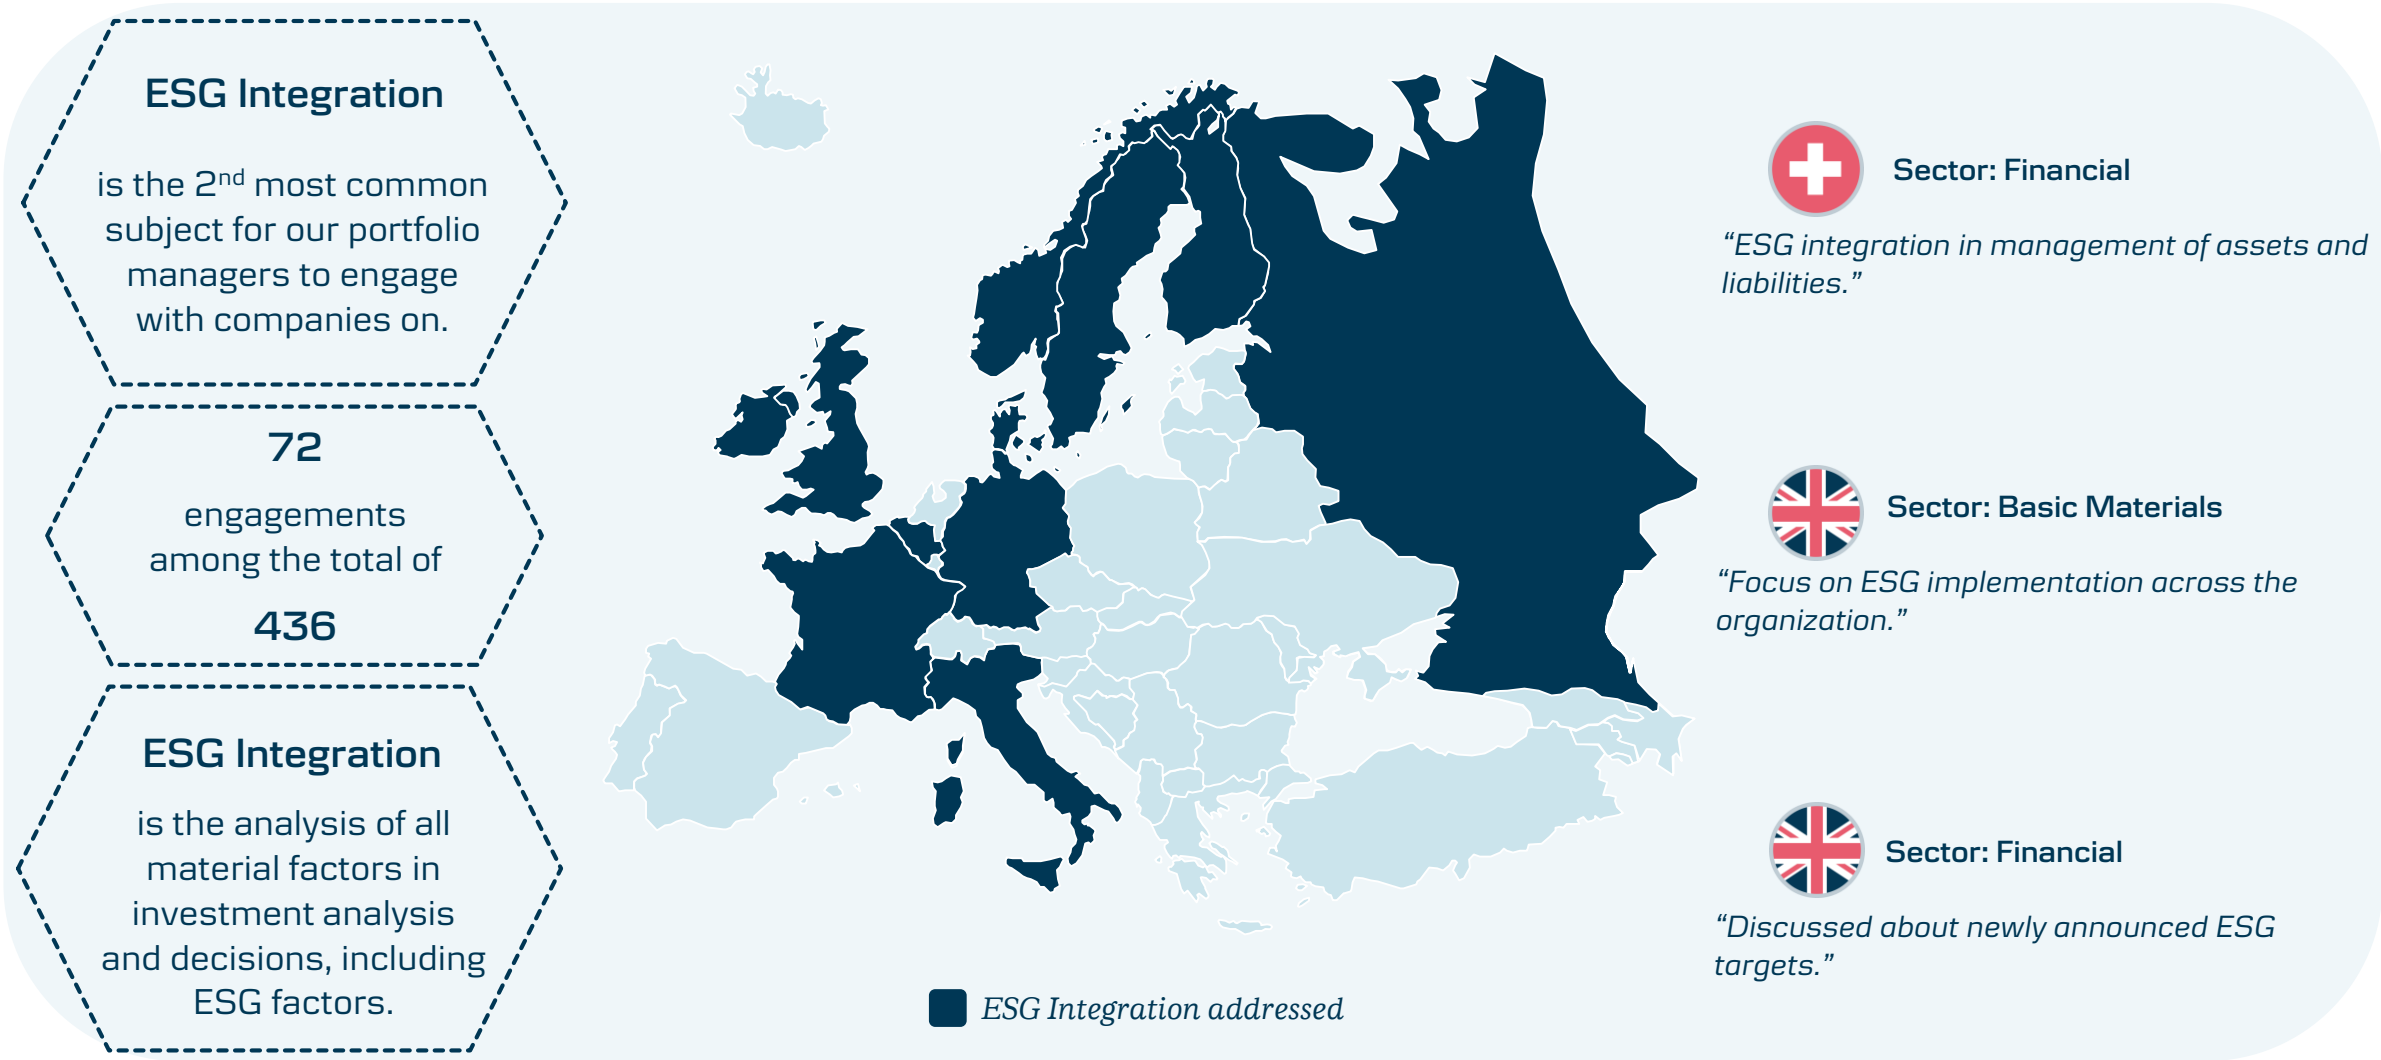 ESG Integration
is the 2nd most common
subject for our portfolio
managers to engage
with companies on.
72
engagements
among the total of
436
ESG Integration
is the analysis of all
material factors in
investment analysis
and decisions, including
ESG factors.
ESG Integration addressed
Sector: Financial
“ESG integration in management of assets and
liabilities.”
Sector: Basic Materials
“Focus on ESG implementation across the
organization.”
Sector: Financial
“Discussed about newly announced ESG
targets.”